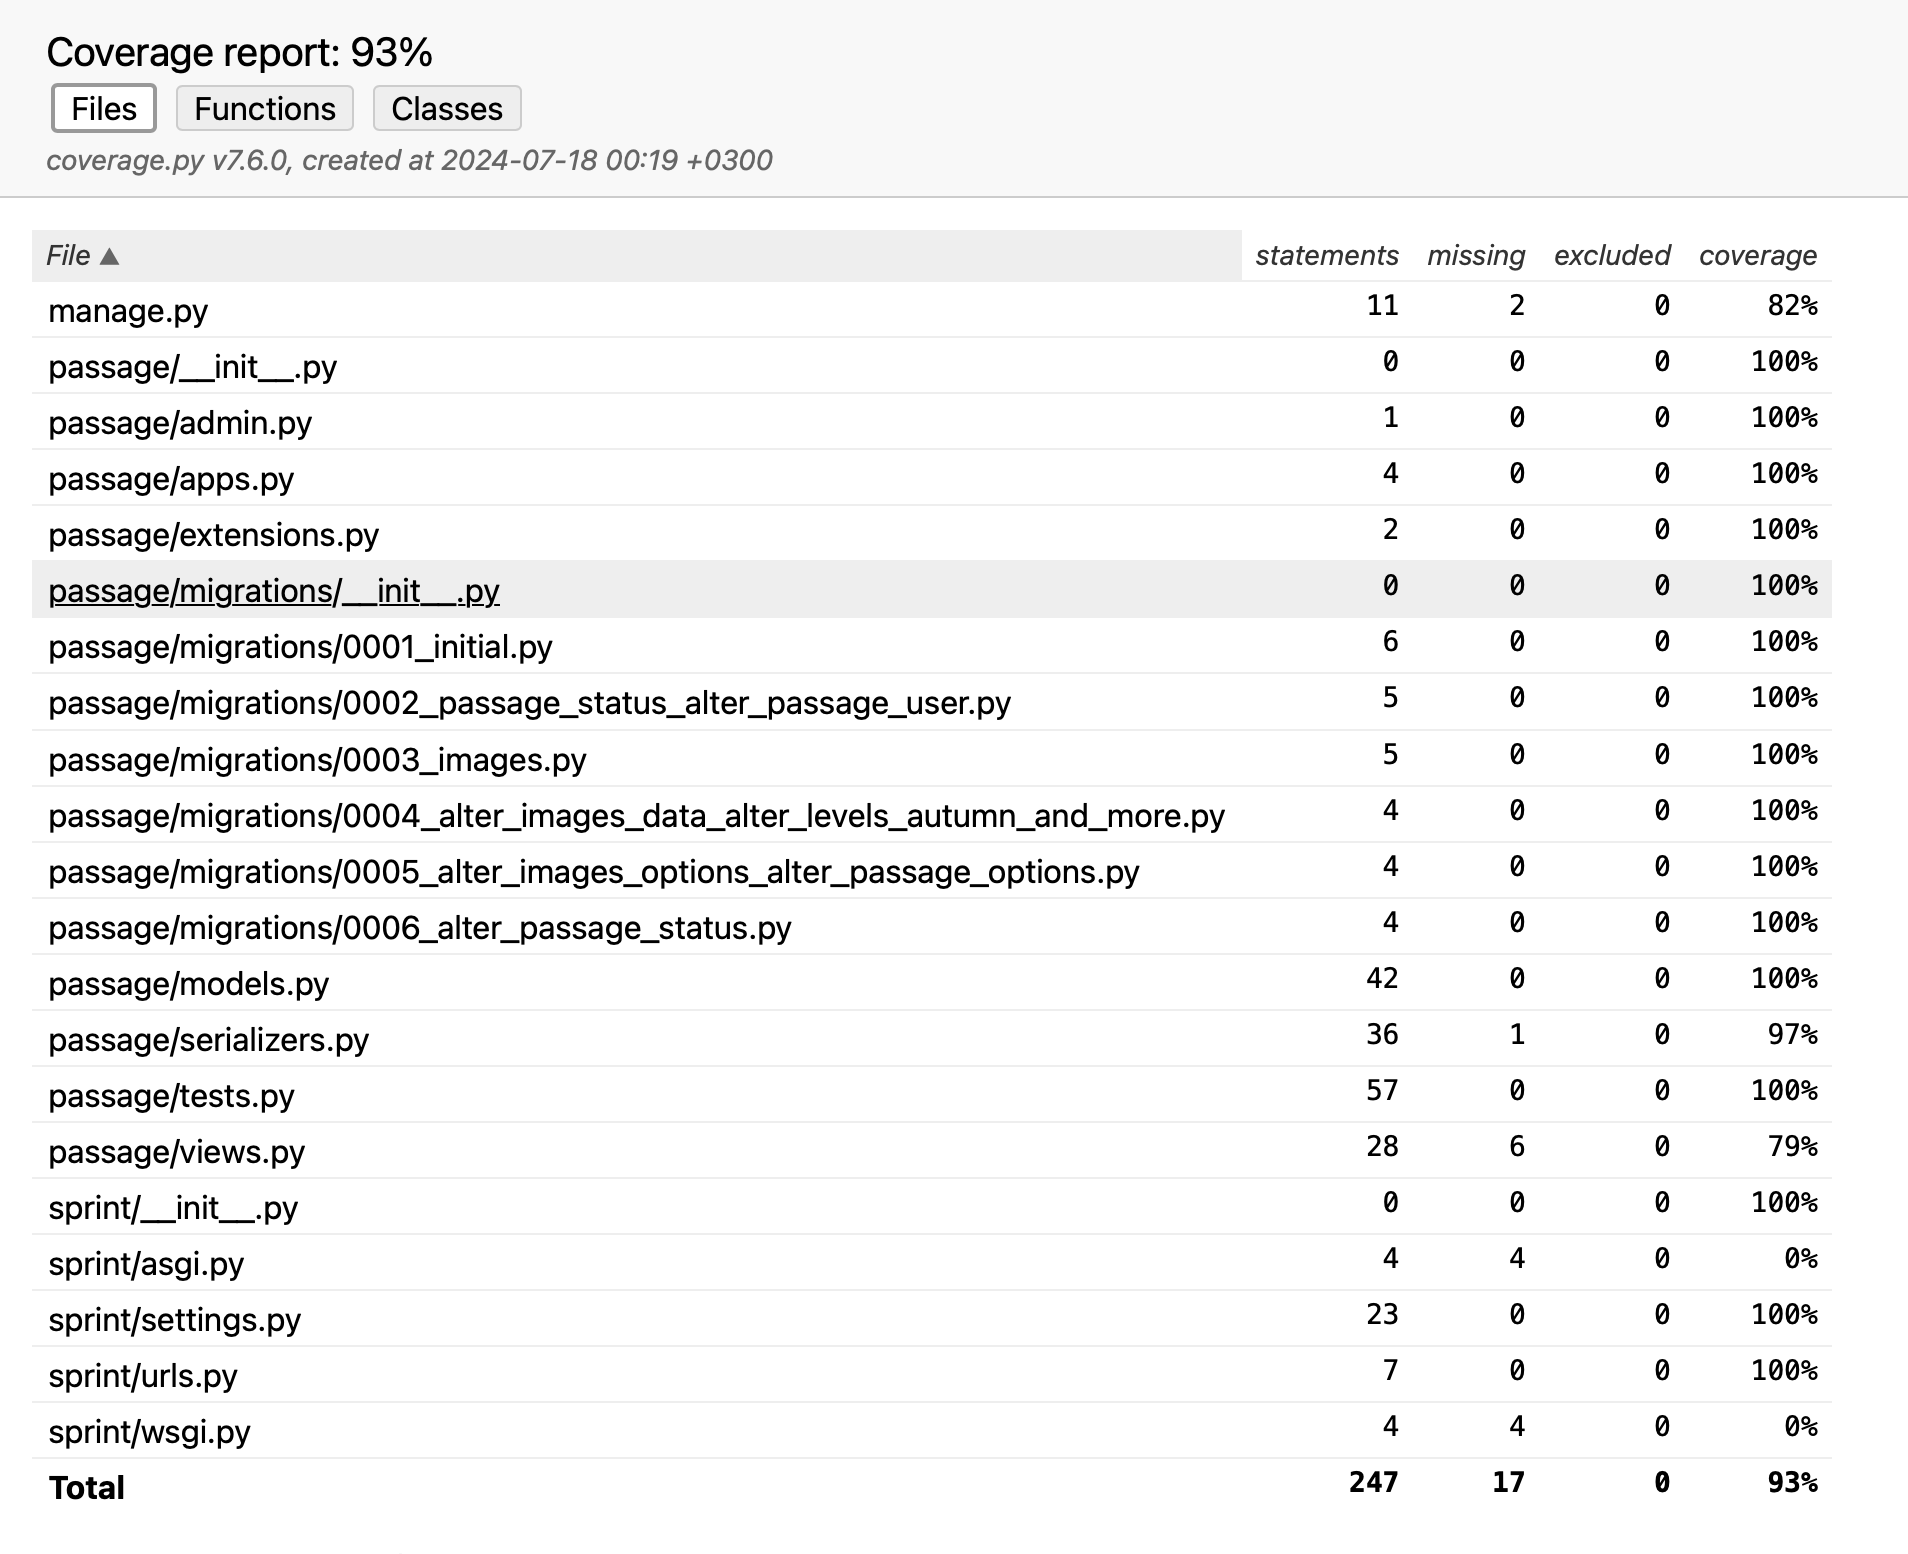 Coverage report: 93%
Files Functions Classes
coverage.py v7.6.0, created at 2024-07-18 00:19 +0300
File ▲ statements missing excluded coverage
manage.py 11 2 0 82%
passage/__init__.py 0 0 0 100%
passage/admin.py 1 0 0 100%
passage/apps.py 4 0 0 100%
passage/extensions.py 2 0 0 100%
passage/migrations/__init__.py 0 0 0 100%
passage/migrations/0001_initial.py 6 0 0 100%
passage/migrations/0002_passage_status_alter_passage_user.py 5 0 0 100%
passage/migrations/0003_images.py 5 0 0 100%
passage/migrations/0004_alter_images_data_alter_levels_autumn_and_more.py 4 0 0 100%
passage/migrations/0005_alter_images_options_alter_passage_options.py 4 0 0 100%
passage/migrations/0006_alter_passage_status.py 4 0 0 100%
passage/models.py 42 0 0 100%
passage/serializers.py 36 1 0 97%
passage/tests.py 57 0 0 100%
passage/views.py 28 6 0 79%
sprint/__init__.py 0 0 0 100%
sprint/asgi.py 4 4 0 0%
sprint/settings.py 23 0 0 100%
sprint/urls.py 7 0 0 100%
sprint/wsgi.py 4 4 0 0%
Total 247 17 0 93%